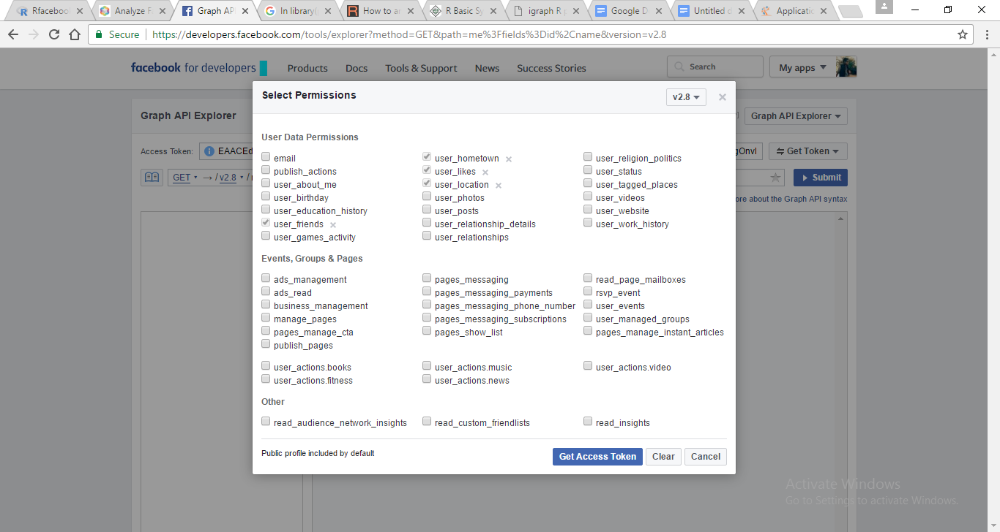 Rfaceboo
Analyze F
Graph AP
In library(
How to a
R Basic Sy
igraph R p
Google D
Untitled d
Applicatio
Secure https://developers.facebook.com/tools/explorer?method=GET&path=me%3Ffields%3Did%2Cname&version=v2.8
facebook for developers Products Docs Tools & Support News Success Stories Search My apps
Select Permissions v2.8
Graph API Explorer Graph API Explorer
Access Token: EAACEd gOnvl Get Token
GET → / v2.8 / Submit
ore about the Graph API syntax
User Data Permissions
email user_hometown user_religion_politics
publish_actions user_likes user_status
user_about_me user_location user_tagged_places
user_birthday user_photos user_videos
user_education_history user_posts user_website
user_friends user_relationship_details user_work_history
user_games_activity user_relationships
Events, Groups & Pages
ads_management pages_messaging read_page_mailboxes
ads_read pages_messaging_payments rsvp_event
business_management pages_messaging_phone_number user_events
manage_pages pages_messaging_subscriptions user_managed_groups
pages_manage_cta pages_show_list pages_manage_instant_articles
publish_pages
user_actions.books user_actions.music user_actions.video
user_actions.fitness user_actions.news
Other
read_audience_network_insights read_custom_friendlists read_insights
Public profile included by default Get Access Token Clear Cancel
Activate Windows
Go to Settings to activate Windows.